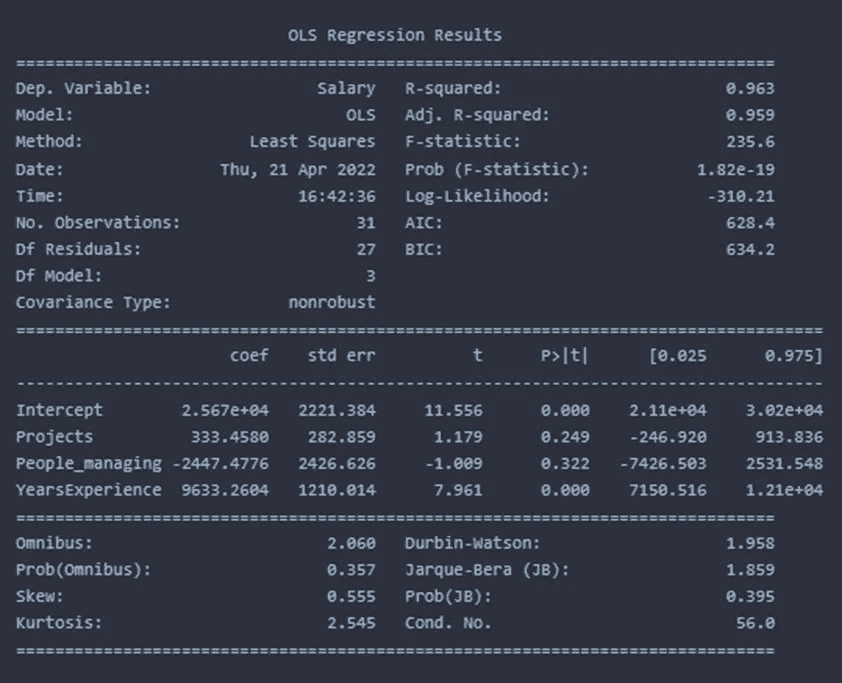 OLS Regression Results
==============================================================================
Dep. Variable: Salary R-squared: 0.963
Model: OLS Adj. R-squared: 0.959
Method: Least Squares F-statistic: 235.6
Date: Thu, 21 Apr 2022 Prob (F-statistic): 1.82e-19
Time: 16:42:36 Log-Likelihood: -310.21
No. Observations: 31 AIC: 628.4
Df Residuals: 27 BIC: 634.2
Df Model: 3
Covariance Type: nonrobust
===================================================================================
coef std err t P>|t| [0.025 0.975]
-----------------------------------------------------------------------------------
Intercept 2.567e+04 2221.384 11.556 0.000 2.11e+04 3.02e+04
Projects 333.4580 282.859 1.179 0.249 -246.920 913.836
People_managing -2447.4776 2426.626 -1.009 0.322 -7426.503 2531.548
YearsExperience 9633.2604 1210.014 7.961 0.000 7150.516 1.21e+04
==============================================================================
Omnibus: 2.060 Durbin-Watson: 1.958
Prob(Omnibus): 0.357 Jarque-Bera (JB): 1.859
Skew: 0.555 Prob(JB): 0.395
Kurtosis: 2.545 Cond. No. 56.0
==============================================================================